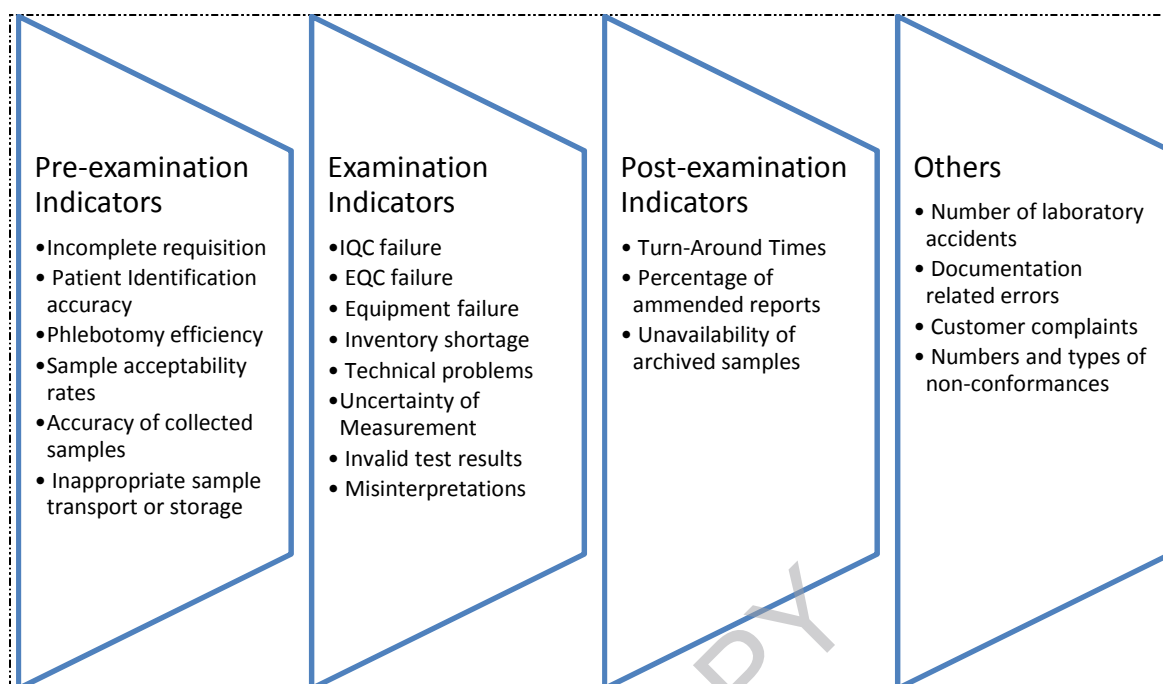 Pre-examination
Indicators
•Incomplete requisition
• Patient Identification
accuracy
•Phlebotomy efficiency
•Sample acceptability
rates
•Accuracy of collected
samples
• Inappropriate sample
transport or storage
Examination
Indicators
•IQC failure
• EQC failure
• Equipment failure
• Inventory shortage
• Technical problems
•Uncertainty of
Measurement
• Invalid test results
• Misinterpretations
Post-examination
Indicators
• Turn-Around Times
• Percentage of
ammended reports
• Unavailability of
archived samples
Others
• Number of laboratory
accidents
• Documentation
related errors
• Customer complaints
• Numbers and types of
non-conformances
PY